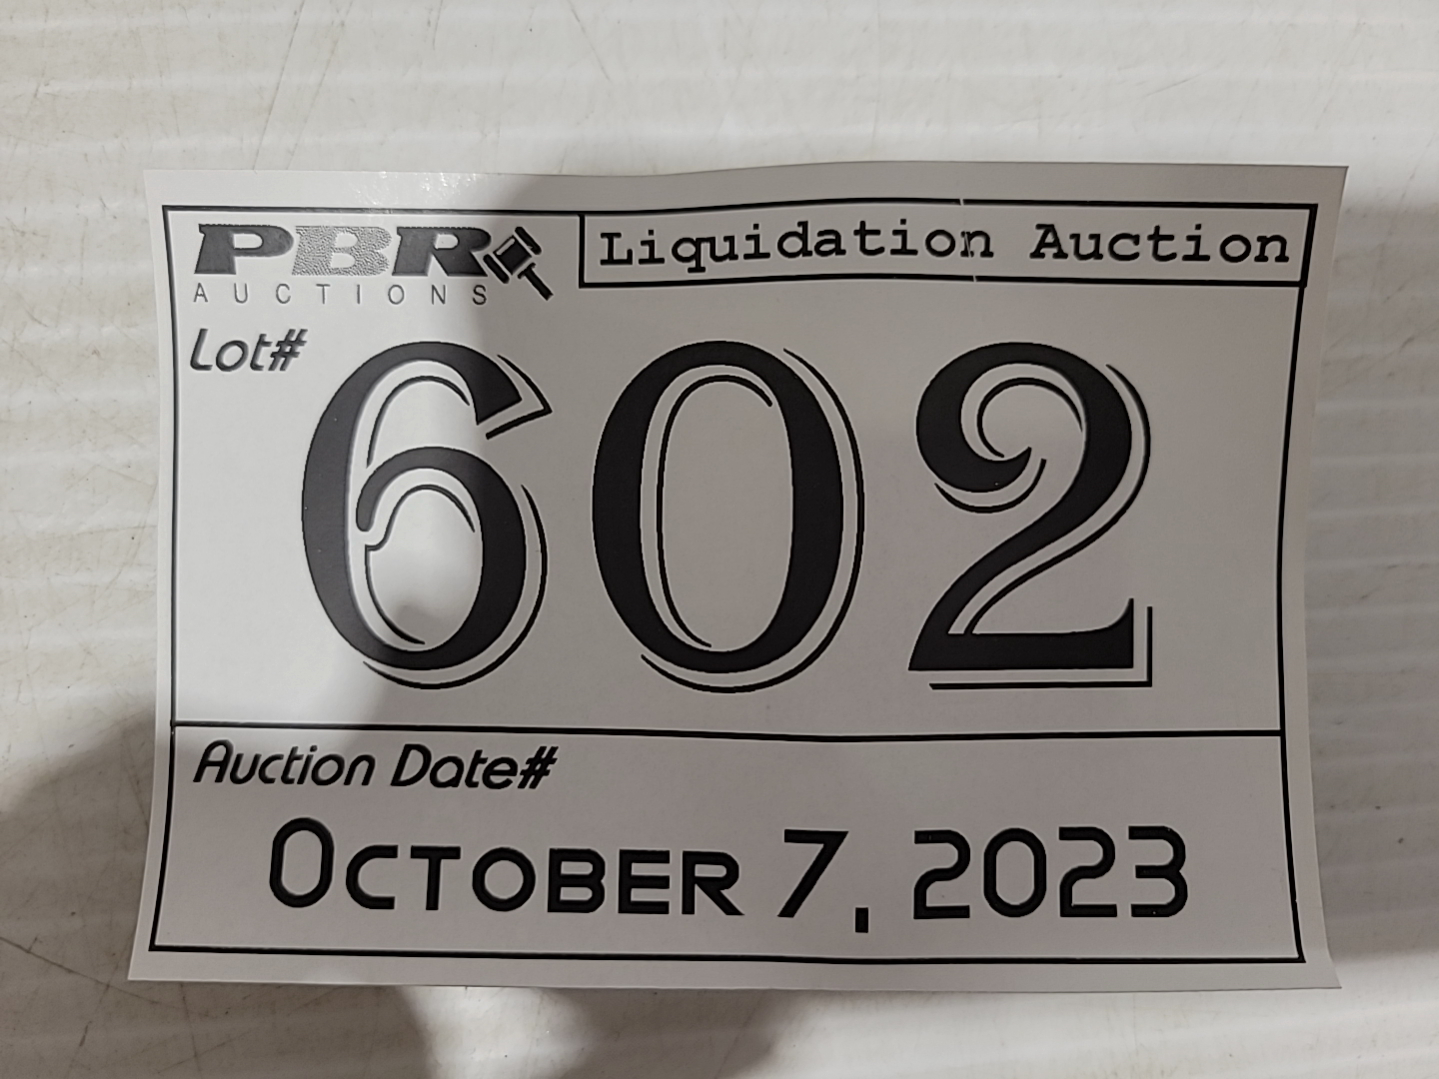 PBR
AUCTIONS
Liquidation Auction
Lot#
602
Auction Date#
OCTOBER 7, 2023